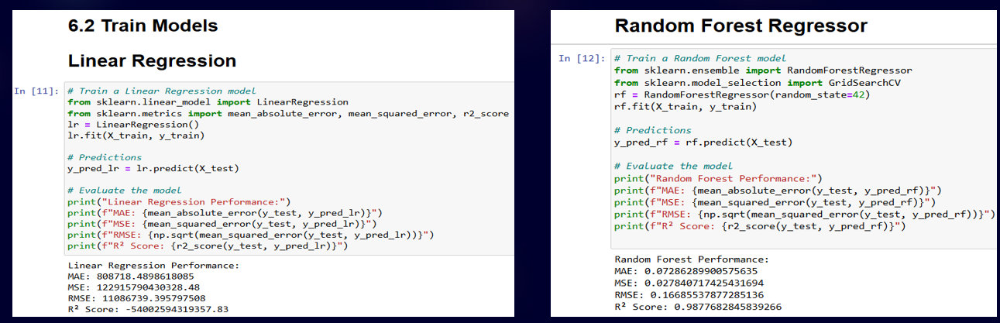 6.2 Train Models
Linear Regression
In [11]:
# Train a Linear Regression model
from sklearn.linear_model import LinearRegression
from sklearn.metrics import mean_absolute_error, mean_squared_error, r2_score
lr = LinearRegression()
lr.fit(X_train, y_train)
# Predictions
y_pred_lr = lr.predict(X_test)
# Evaluate the model
print("Linear Regression Performance:")
print(f"MAE: {mean_absolute_error(y_test, y_pred_lr)}")
print(f"MSE: {mean_squared_error(y_test, y_pred_lr)}")
print(f"RMSE: {np.sqrt(mean_squared_error(y_test, y_pred_lr))}")
print(f"R² Score: {r2_score(y_test, y_pred_lr)}")
Linear Regression Performance:
MAE: 808718.4898618085
MSE: 122915790430328.48
RMSE: 11086739.395797508
R² Score: -54002594319357.83
Random Forest Regressor
In [12]:
# Train a Random Forest model
from sklearn.ensemble import RandomForestRegressor
from sklearn.model_selection import GridSearchCV
rf = RandomForestRegressor(random_state=42)
rf.fit(X_train, y_train)
# Predictions
y_pred_rf = rf.predict(X_test)
# Evaluate the model
print("Random Forest Performance:")
print(f"MAE: {mean_absolute_error(y_test, y_pred_rf)}")
print(f"MSE: {mean_squared_error(y_test, y_pred_rf)}")
print(f"RMSE: {np.sqrt(mean_squared_error(y_test, y_pred_rf))}")
print(f"R² Score: {r2_score(y_test, y_pred_rf)}")
Random Forest Performance:
MAE: 0.07286289900575635
MSE: 0.027840717425431694
RMSE: 0.16685537877285136
R² Score: 0.9877682845839266